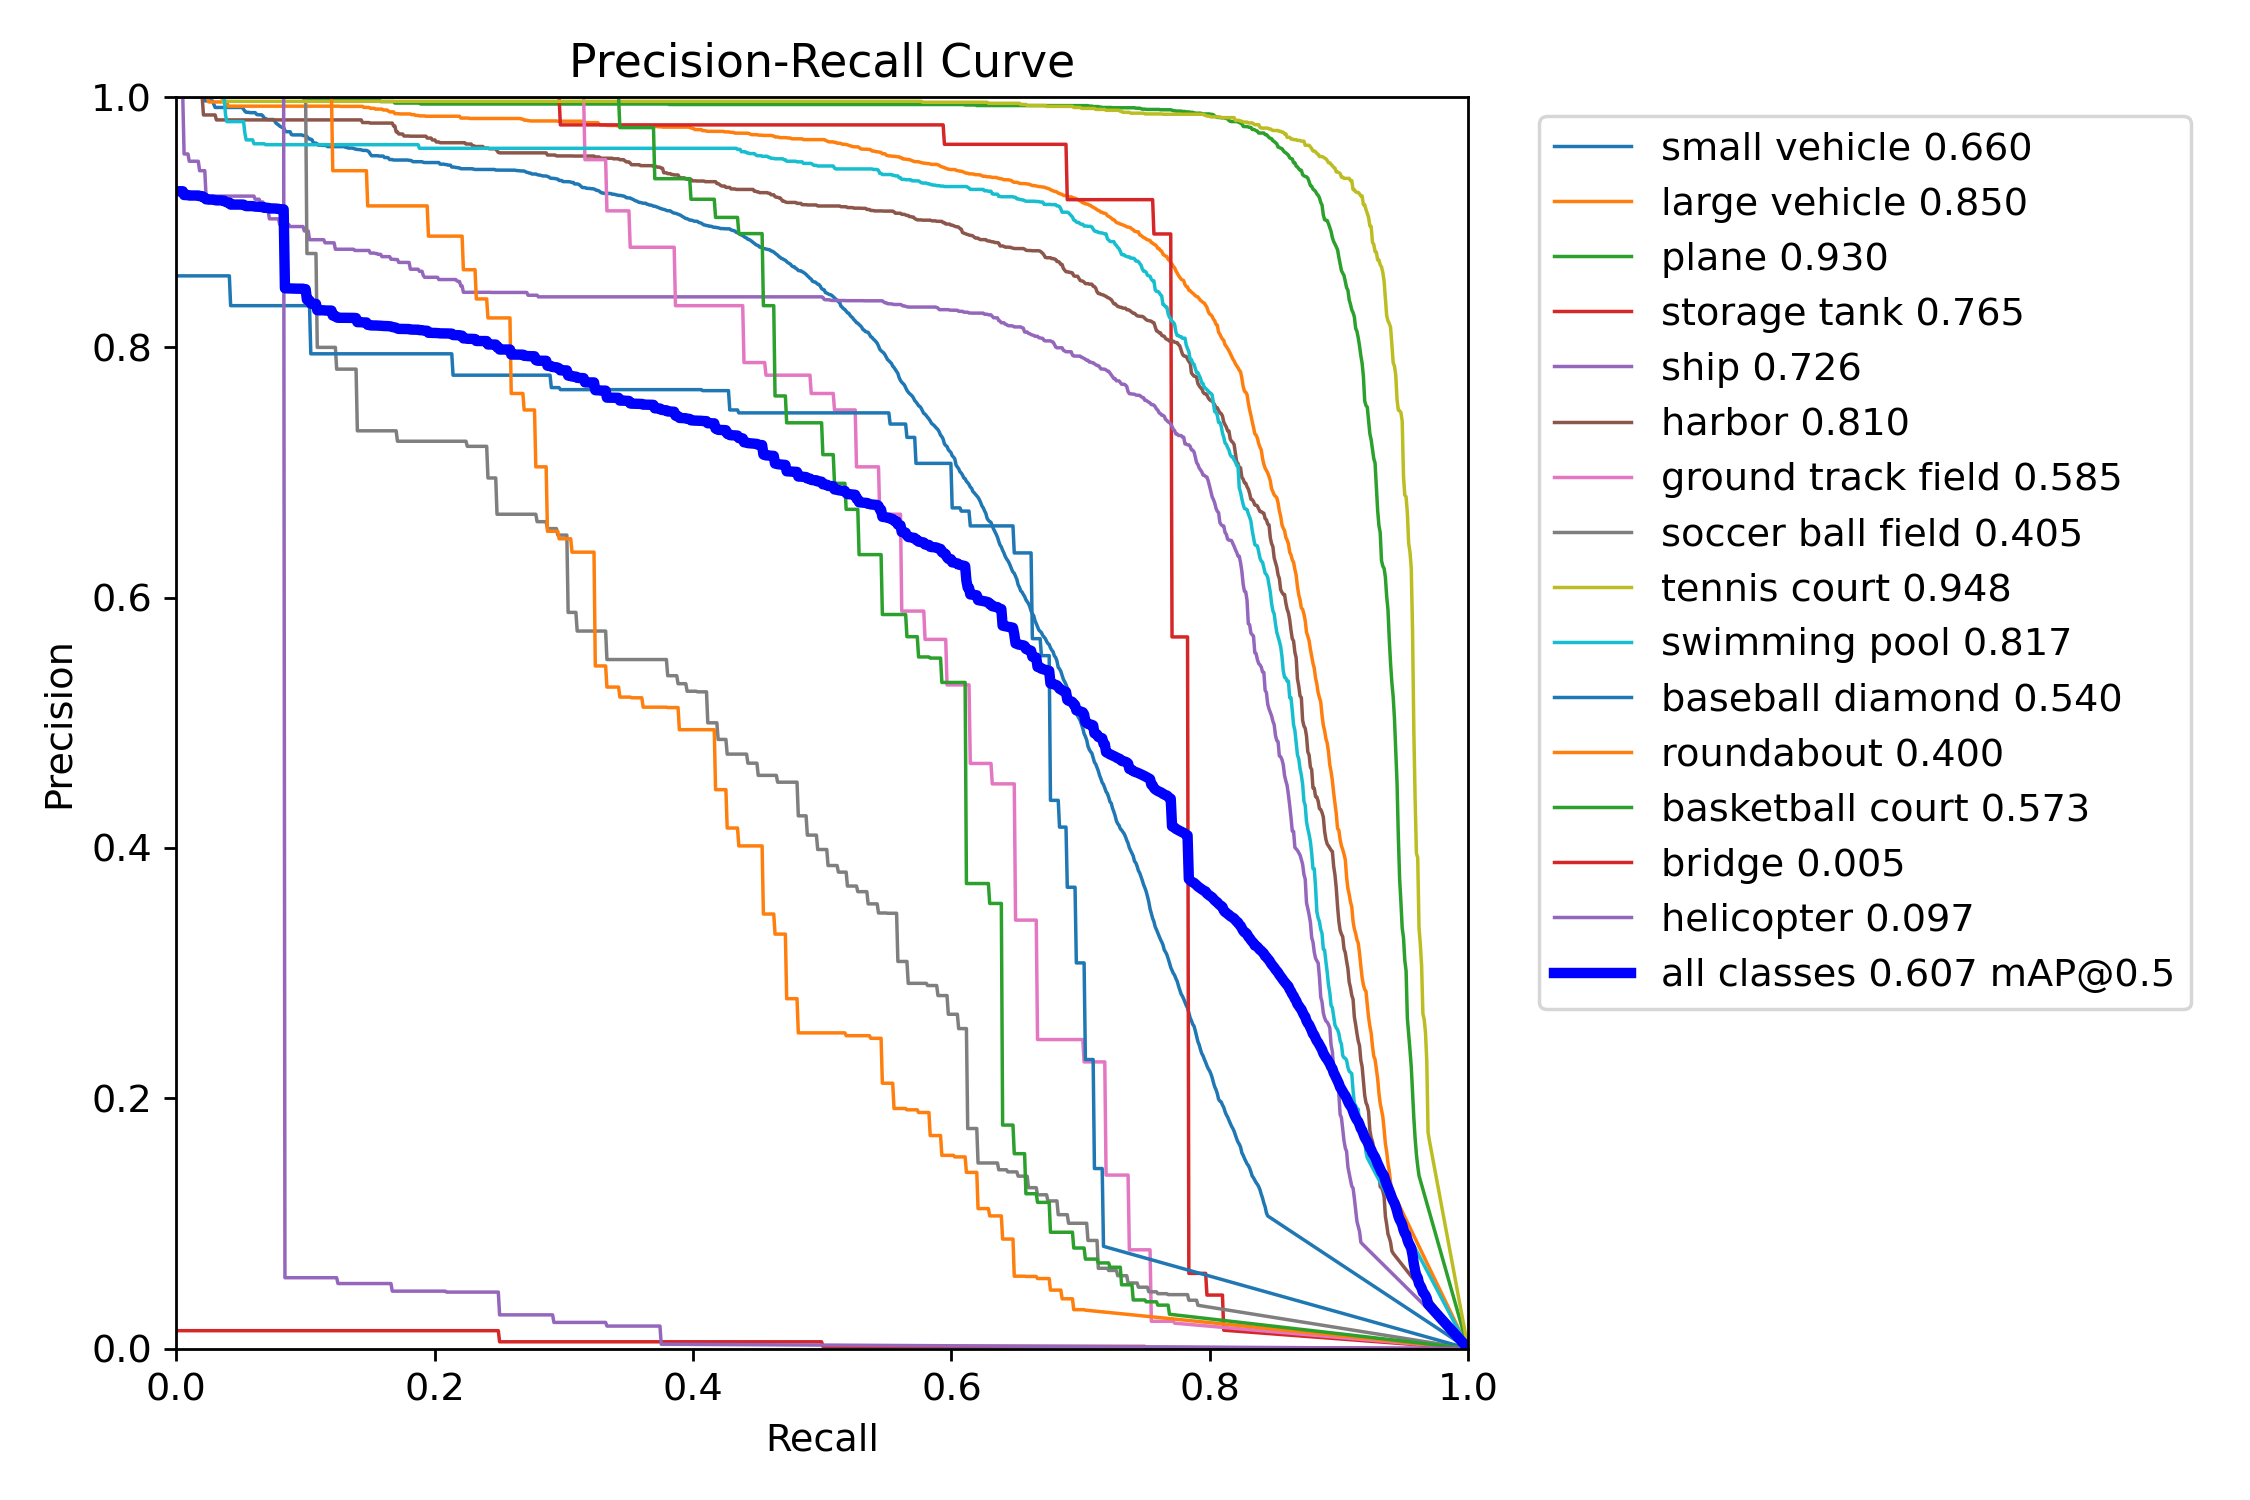 Precision-Recall Curve
1.0
0.8
0.6
0.4
0.2
0.0
Precision
0.0 0.2 0.4 0.6 0.8 1.0
Recall
small vehicle 0.660
large vehicle 0.850
plane 0.930
storage tank 0.765
ship 0.726
harbor 0.810
ground track field 0.585
soccer ball field 0.405
tennis court 0.948
swimming pool 0.817
baseball diamond 0.540
roundabout 0.400
basketball court 0.573
bridge 0.005
helicopter 0.097
all classes 0.607 mAP@0.5